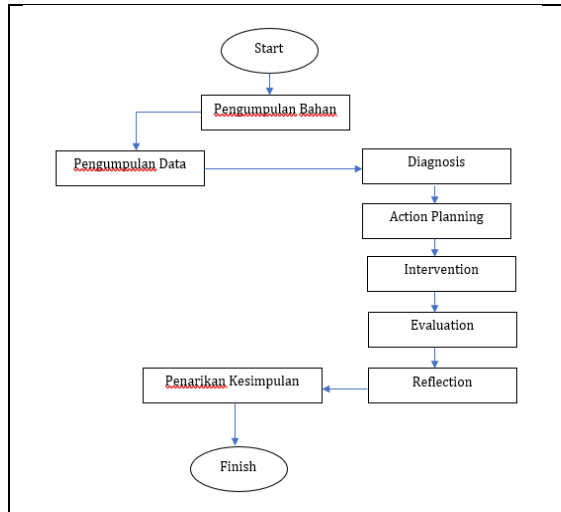 Start
Pengumpulan Bahan
Pengumpulan Data
Diagnosis
Action Planning
Intervention
Evaluation
Reflection
Penarikan Kesimpulan
Finish